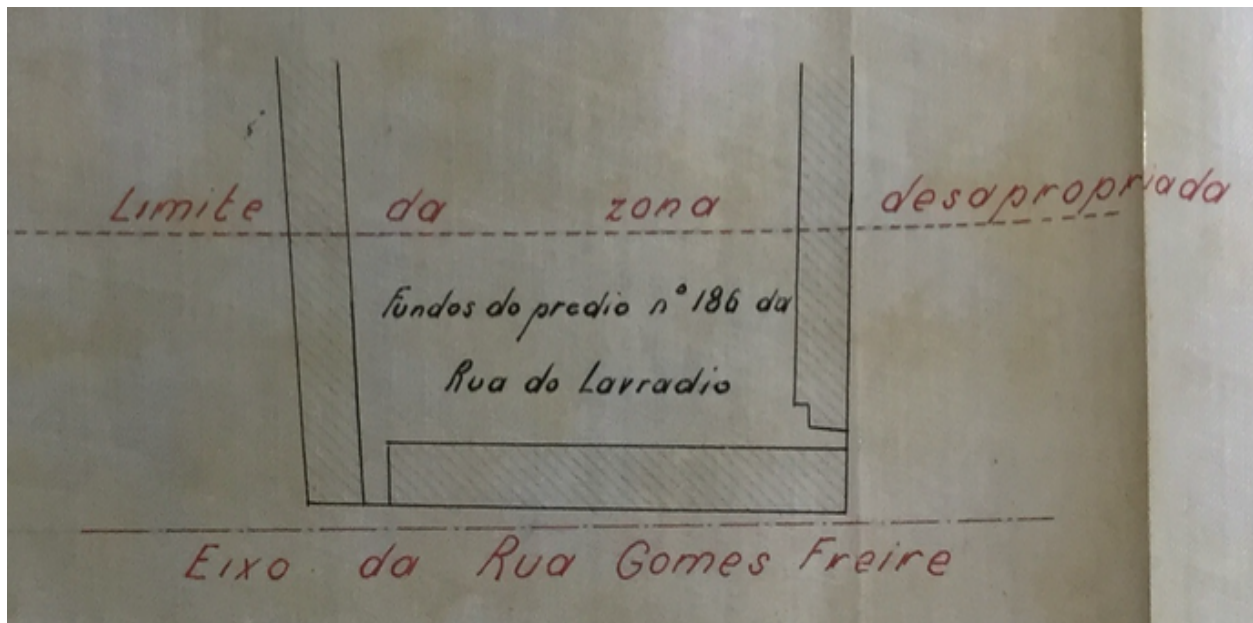 Limite da zona desapropriada
Fundos do predio nº 186 da
Rua do Lavradio
Eixo da Rua Gomes Freire